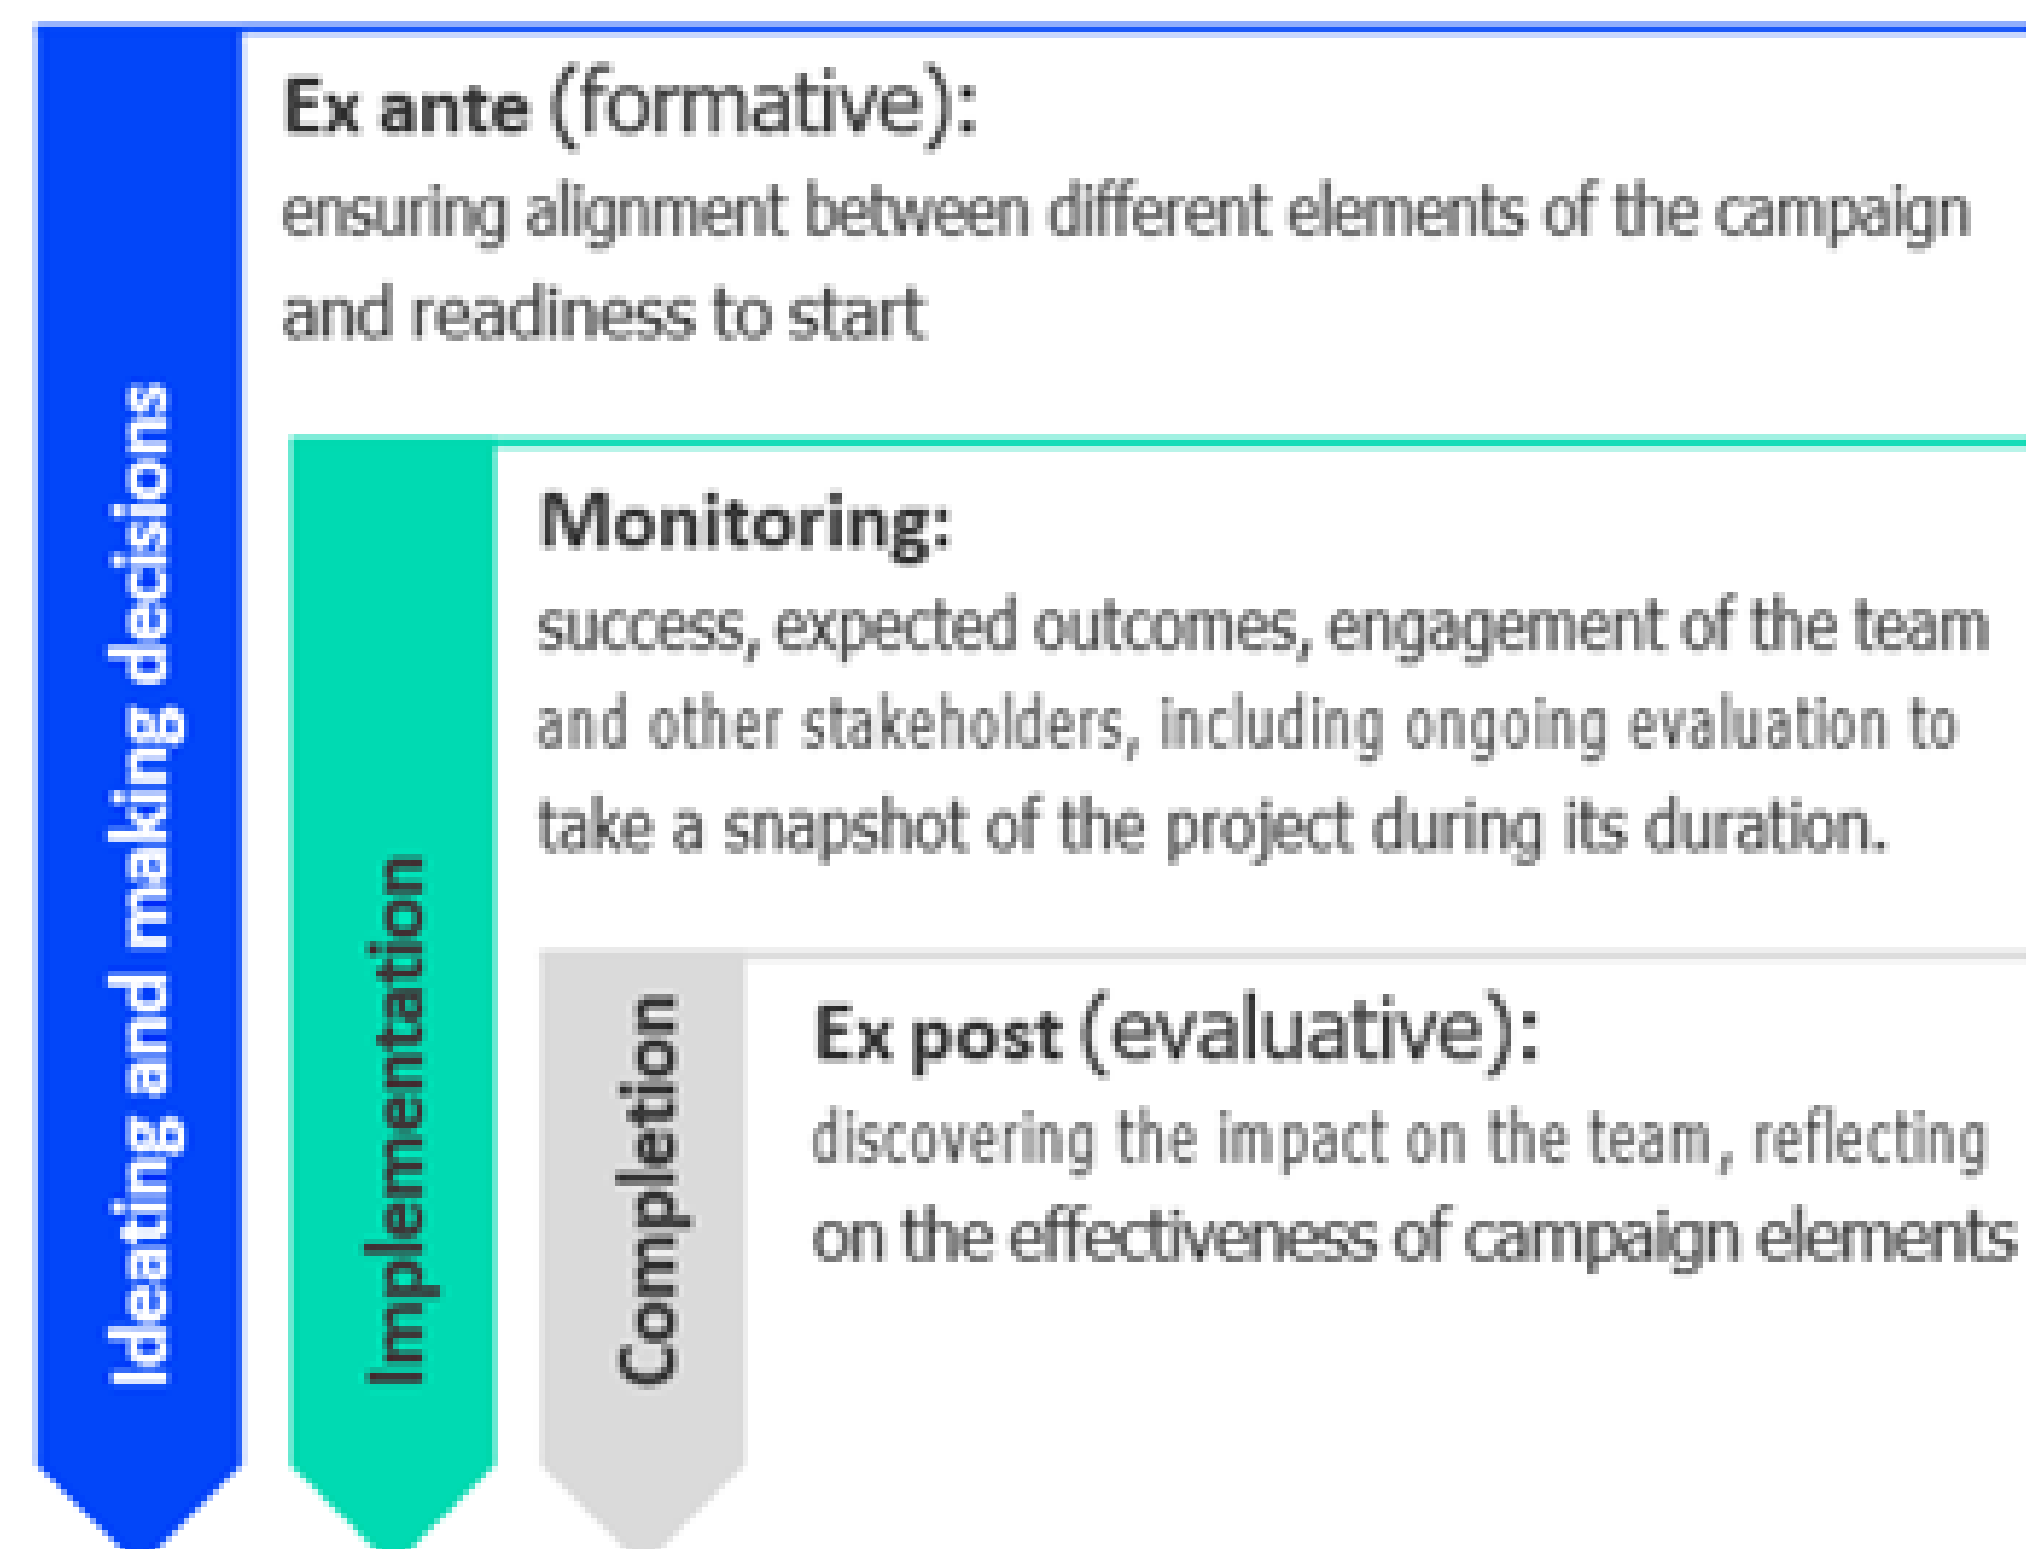 Ideating and making decisions
Ex ante (formative):
ensuring alignment between different elements of the campaign
and readiness to start
Implementation
Monitoring:
success, expected outcomes, engagement of the team
and other stakeholders, including ongoing evaluation to
take a snapshot of the project during its duration.
Completion
Ex post (evaluative):
discovering the impact on the team, reflecting
on the effectiveness of campaign elements